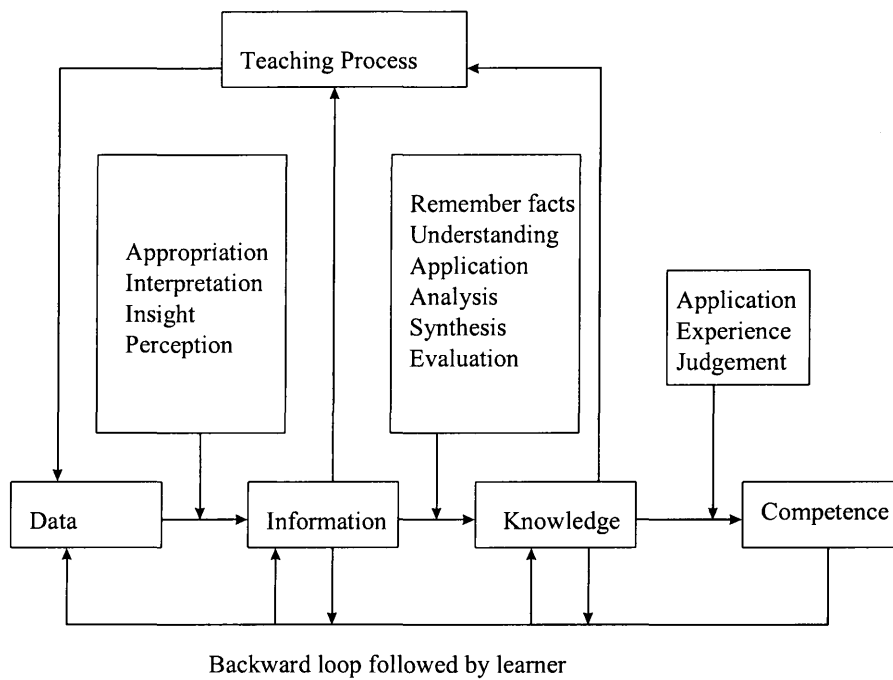 Teaching Process
Appropriation
Interpretation
Insight
Perception
Remember facts
Understanding
Application
Analysis
Synthesis
Evaluation
Application
Experience
Judgement
Data
Information
Knowledge
Competence
Backward loop followed by learner